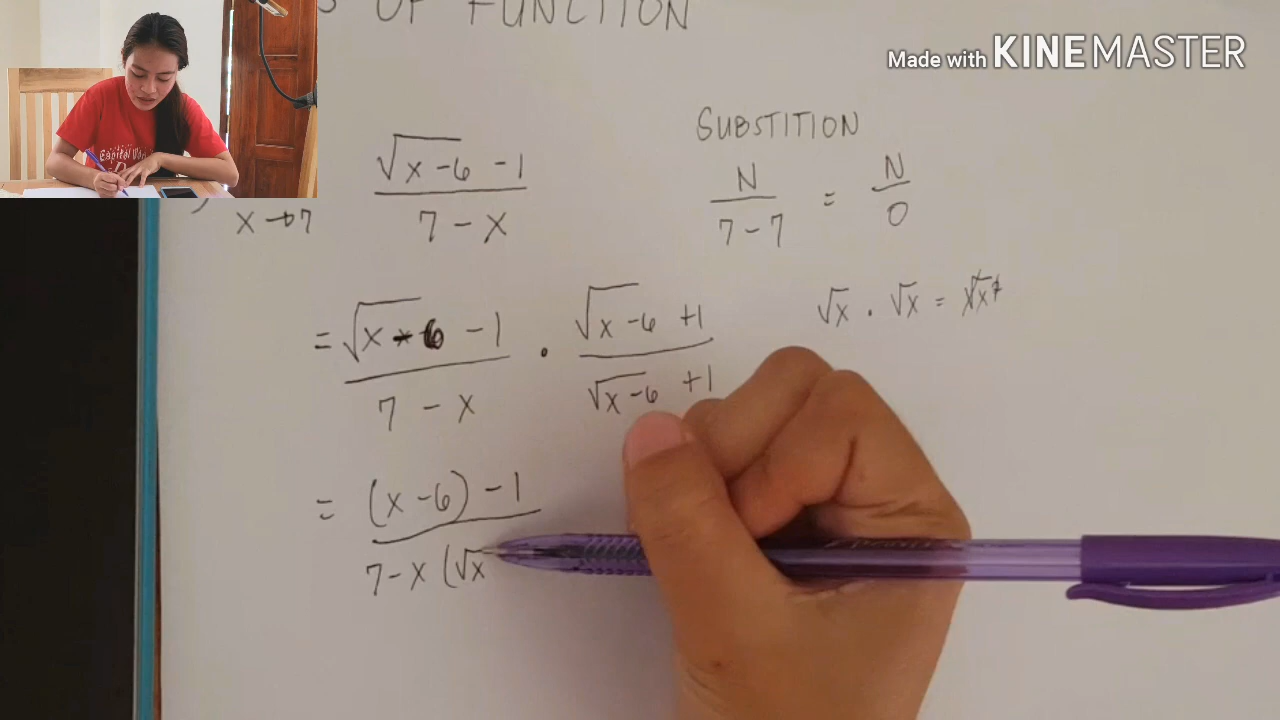 OF FUNCTION
Made with KINEMASTER
SUBSTITION
x→7
√x-6 -1
7 - x
N
7-7
=
N
0
= √x-6 -1
7 - x
·
√x-6 +1
√x-6 +1
√x · √x =
= (x-6) -1
7-x (√x